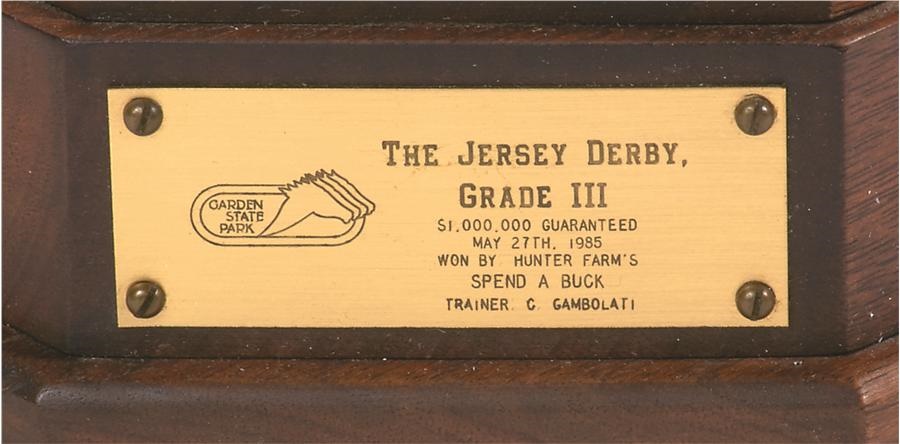 GARDEN
STATE
PARK
THE JERSEY DERBY,
GRADE III
$1,000,000 GUARANTEED
MAY 27TH, 1985
WON BY HUNTER FARM'S
SPEND A BUCK
TRAINER C GAMBOLATI